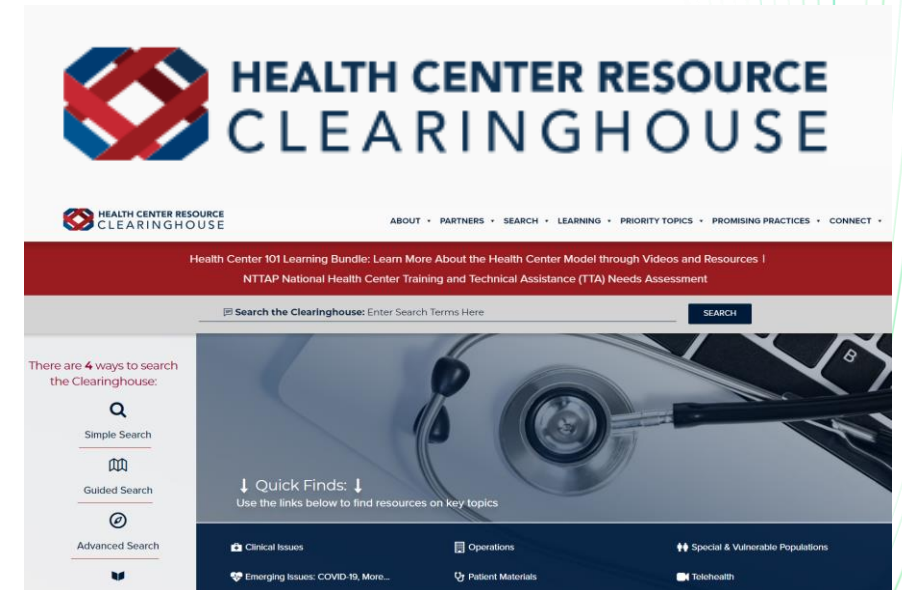 HEALTH CENTER RESOURCE
CLEARINGHOUSE
HEALTH CENTER RESOURCE
CLEARINGHOUSE
ABOUT • PARTNERS • SEARCH • LEARNING • PRIORITY TOPICS • PROMISING PRACTICES • CONNECT •
Health Center 101 Learning Bundle: Learn More About the Health Center Model through Videos and Resources |
NTTAP National Health Center Training and Technical Assistance (TTA) Needs Assessment
Search the Clearinghouse: Enter Search Terms Here
SEARCH
There are 4 ways to search
the Clearinghouse:
Simple Search
Guided Search
Advanced Search
B
↓ Quick Finds: ↓
Use the links below to find resources on key topics
Clinical Issues
Operations
Special & Vulnerable Populations
Emerging Issues: COVID-19, More...
Patient Materials
Telehealth